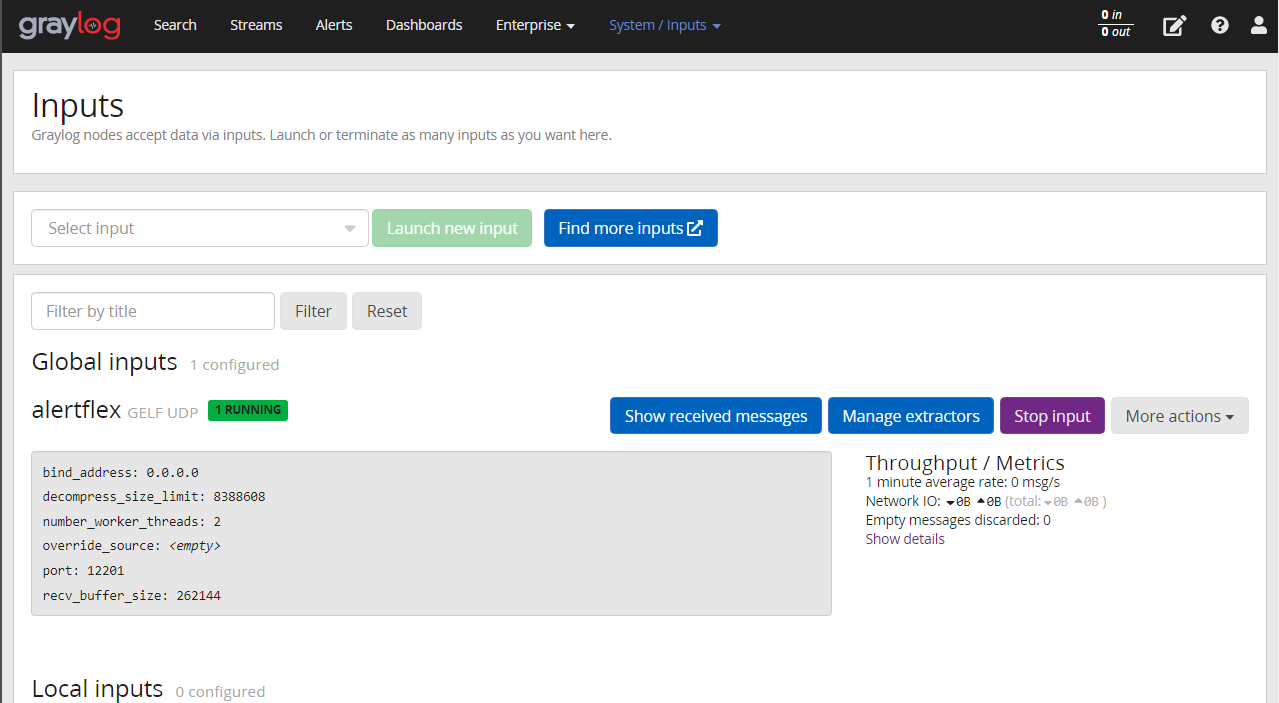 graylog Search Streams Alerts Dashboards Enterprise System / Inputs 0 in
0 out
Inputs
Graylog nodes accept data via inputs. Launch or terminate as many inputs as you want here.
Select input Launch new input Find more inputs
Filter by title Filter Reset
Global inputs 1 configured
alertflex GELF UDP 1 RUNNING Show received messages Manage extractors Stop input More actions
bind_address: 0.0.0.0
decompress_size_limit: 8388608
number_worker_threads: 2
override_source: <empty>
port: 12201
recv_buffer_size: 262144
Throughput / Metrics
1 minute average rate: 0 msg/s
Network IO: 0B 0B (total: 0B 0B )
Empty messages discarded: 0
Show details
Local inputs 0 configured